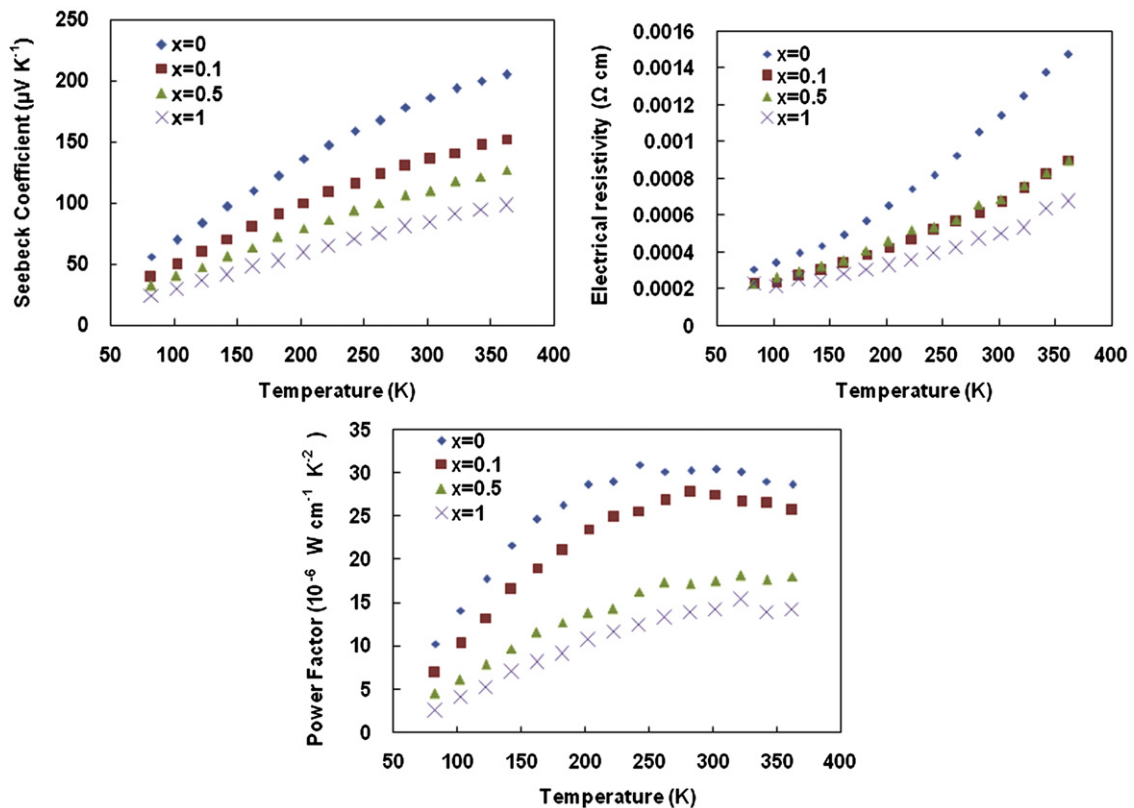 250
200
150
100
50
0
Seebeck Coefficient (µV K⁻¹)
x=0
x=0.1
x=0.5
x=1
50 100 150 200 250 300 350 400
Temperature (K)
0.0016
0.0014
0.0012
0.001
0.0008
0.0006
0.0004
0.0002
0
Electrical resistivity (Ω cm)
x=0
x=0.1
x=0.5
x=1
50 100 150 200 250 300 350 400
Temperature (K)
35
30
25
20
15
10
5
0
Power Factor (10⁻⁶ W cm⁻¹ K⁻²)
x=0
x=0.1
x=0.5
x=1
50 100 150 200 250 300 350 400
Temperature (K)